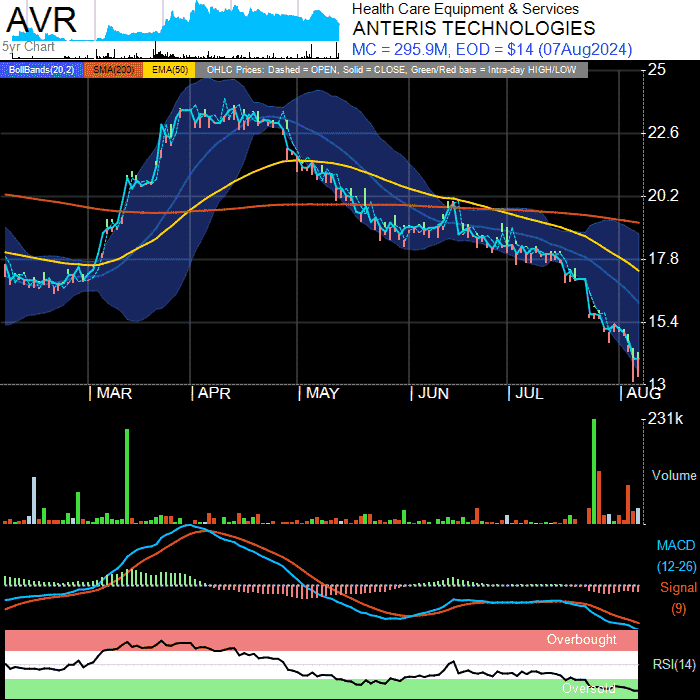 AVR
Health Care Equipment & Services
ANTERIS TECHNOLOGIES
MC = 295.9M, EOD = $14 (07Aug2024)
5yr Chart
BollBands(20,2) SMA(200) EMA(50) OHLC Prices: Dashed = OPEN, Solid = CLOSE, Green/Red bars = Intra-day HIGH/LOW
25
22.6
20.2
17.8
15.4
13
| MAR | APR | MAY | JUN | JUL | AUG
231k
Volume
MACD
(12-26)
Signal
(9)
Overbought
RSI(14)
Oversold